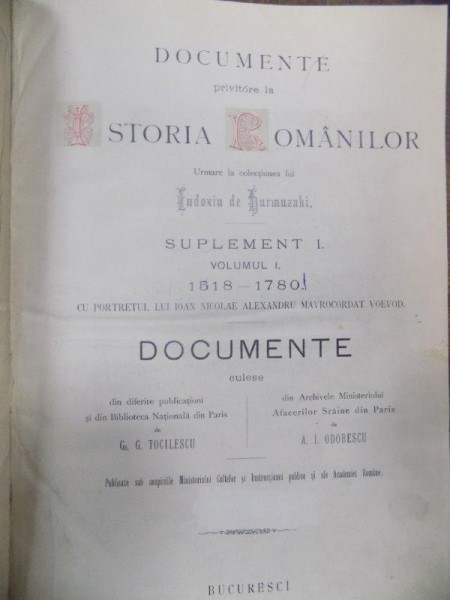 DOCUMENTE
privitóre la
ISTORIA ROMÂNILOR
Urmare la colecțiunea lui
Eudoxiu de Hurmuzaki.
SUPLEMENT I.
VOLUMUL I.
1518—1780.
CU PORTRETUL LUI IOAN NICOLAE ALEXANDRU MAVROCORDAT VOEVOD.
DOCUMENTE
culese
din diferite publicațiuni
și din Biblioteca Națională din Paris
de
GR. G. TOCILESCU
din Archivele Ministeriului
Afacerilor Străine din Paris
de
A. I. ODOBESCU
Publicate sub auspiciile Ministeriului Cultelor și Instrucțiunei publice și ale Academiei Române.
BUCURESCI